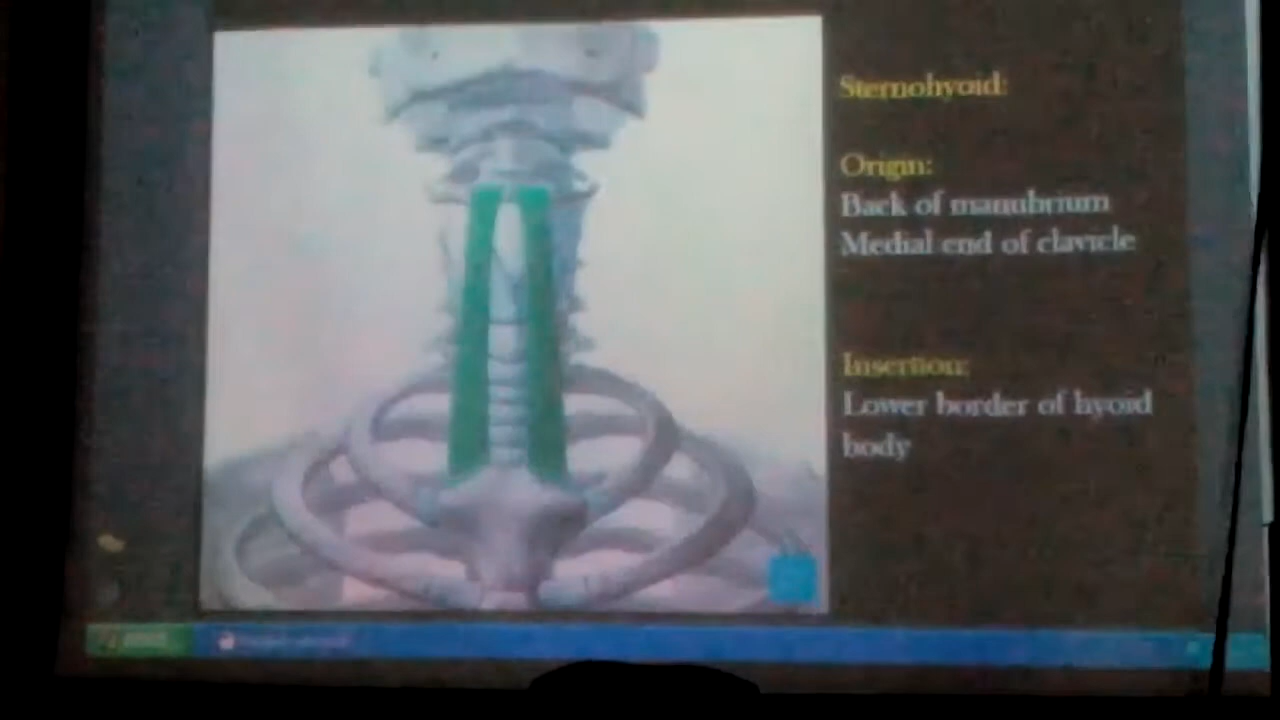 Sternohyoid:
Origin:
Back of manubrium
Medial end of clavicle
Insertion:
Lower border of hyoid
body